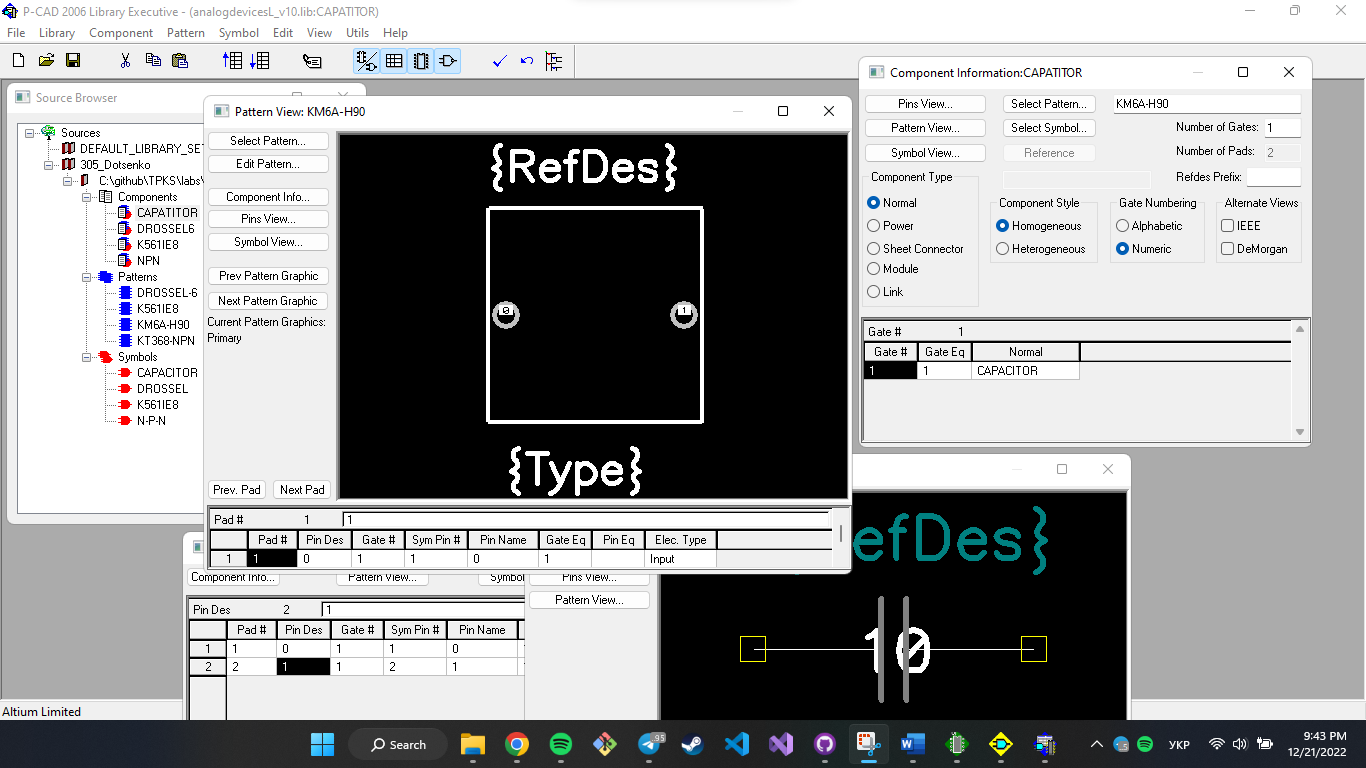 P-CAD 2006 Library Executive - (analogdevicesL_v10.lib:CAPATITOR)
File Library Component Pattern Symbol Edit View Utils Help
Source Browser
Sources
DEFAULT_LIBRARY_SET
305_Dotsenko
C:\github\TPKS\labs\
Components
CAPATITOR
DROSSEL6
K561IE8
NPN
Patterns
DROSSEL-6
K561IE8
KM6A-H90
KT368-NPN
Symbols
CAPACITOR
DROSSEL
K561IE8
N-P-N
Pattern View: KM6A-H90
Select Pattern...
Edit Pattern...
Component Info...
Pins View...
Symbol View...
Prev Pattern Graphic
Next Pattern Graphic
Current Pattern Graphics:
Primary
Prev. Pad Next Pad
{RefDes}
2 1
{Type}
Pad # 1 1
Pad # Pin Des Gate # Sym Pin # Pin Name Gate Eq Pin Eq Elec. Type
1 1 0 1 1 0 1 Input
Component Information:CAPATITOR
Pins View... Select Pattern... KM6A-H90
Pattern View... Select Symbol... Number of Gates: 1
Symbol View... Reference Number of Pads: 2
Refdes Prefix:
Component Type
Normal
Power
Sheet Connector
Module
Link
Component Style
Homogeneous
Heterogeneous
Gate Numbering
Alphabetic
Numeric
Alternate Views
IEEE
DeMorgan
Gate # 1
Gate # Gate Eq Normal
1 1 CAPACITOR
Component Info... Pattern View... Symbol
Pin Des 2 1
Pad # Pin Des Gate # Sym Pin # Pin Name
1 1 0 1 1 0
2 2 1 1 2 1
Pins View...
Pattern View...
efDes}
10
Altium Limited
Search
95
УКР
9:43 PM
12/21/2022